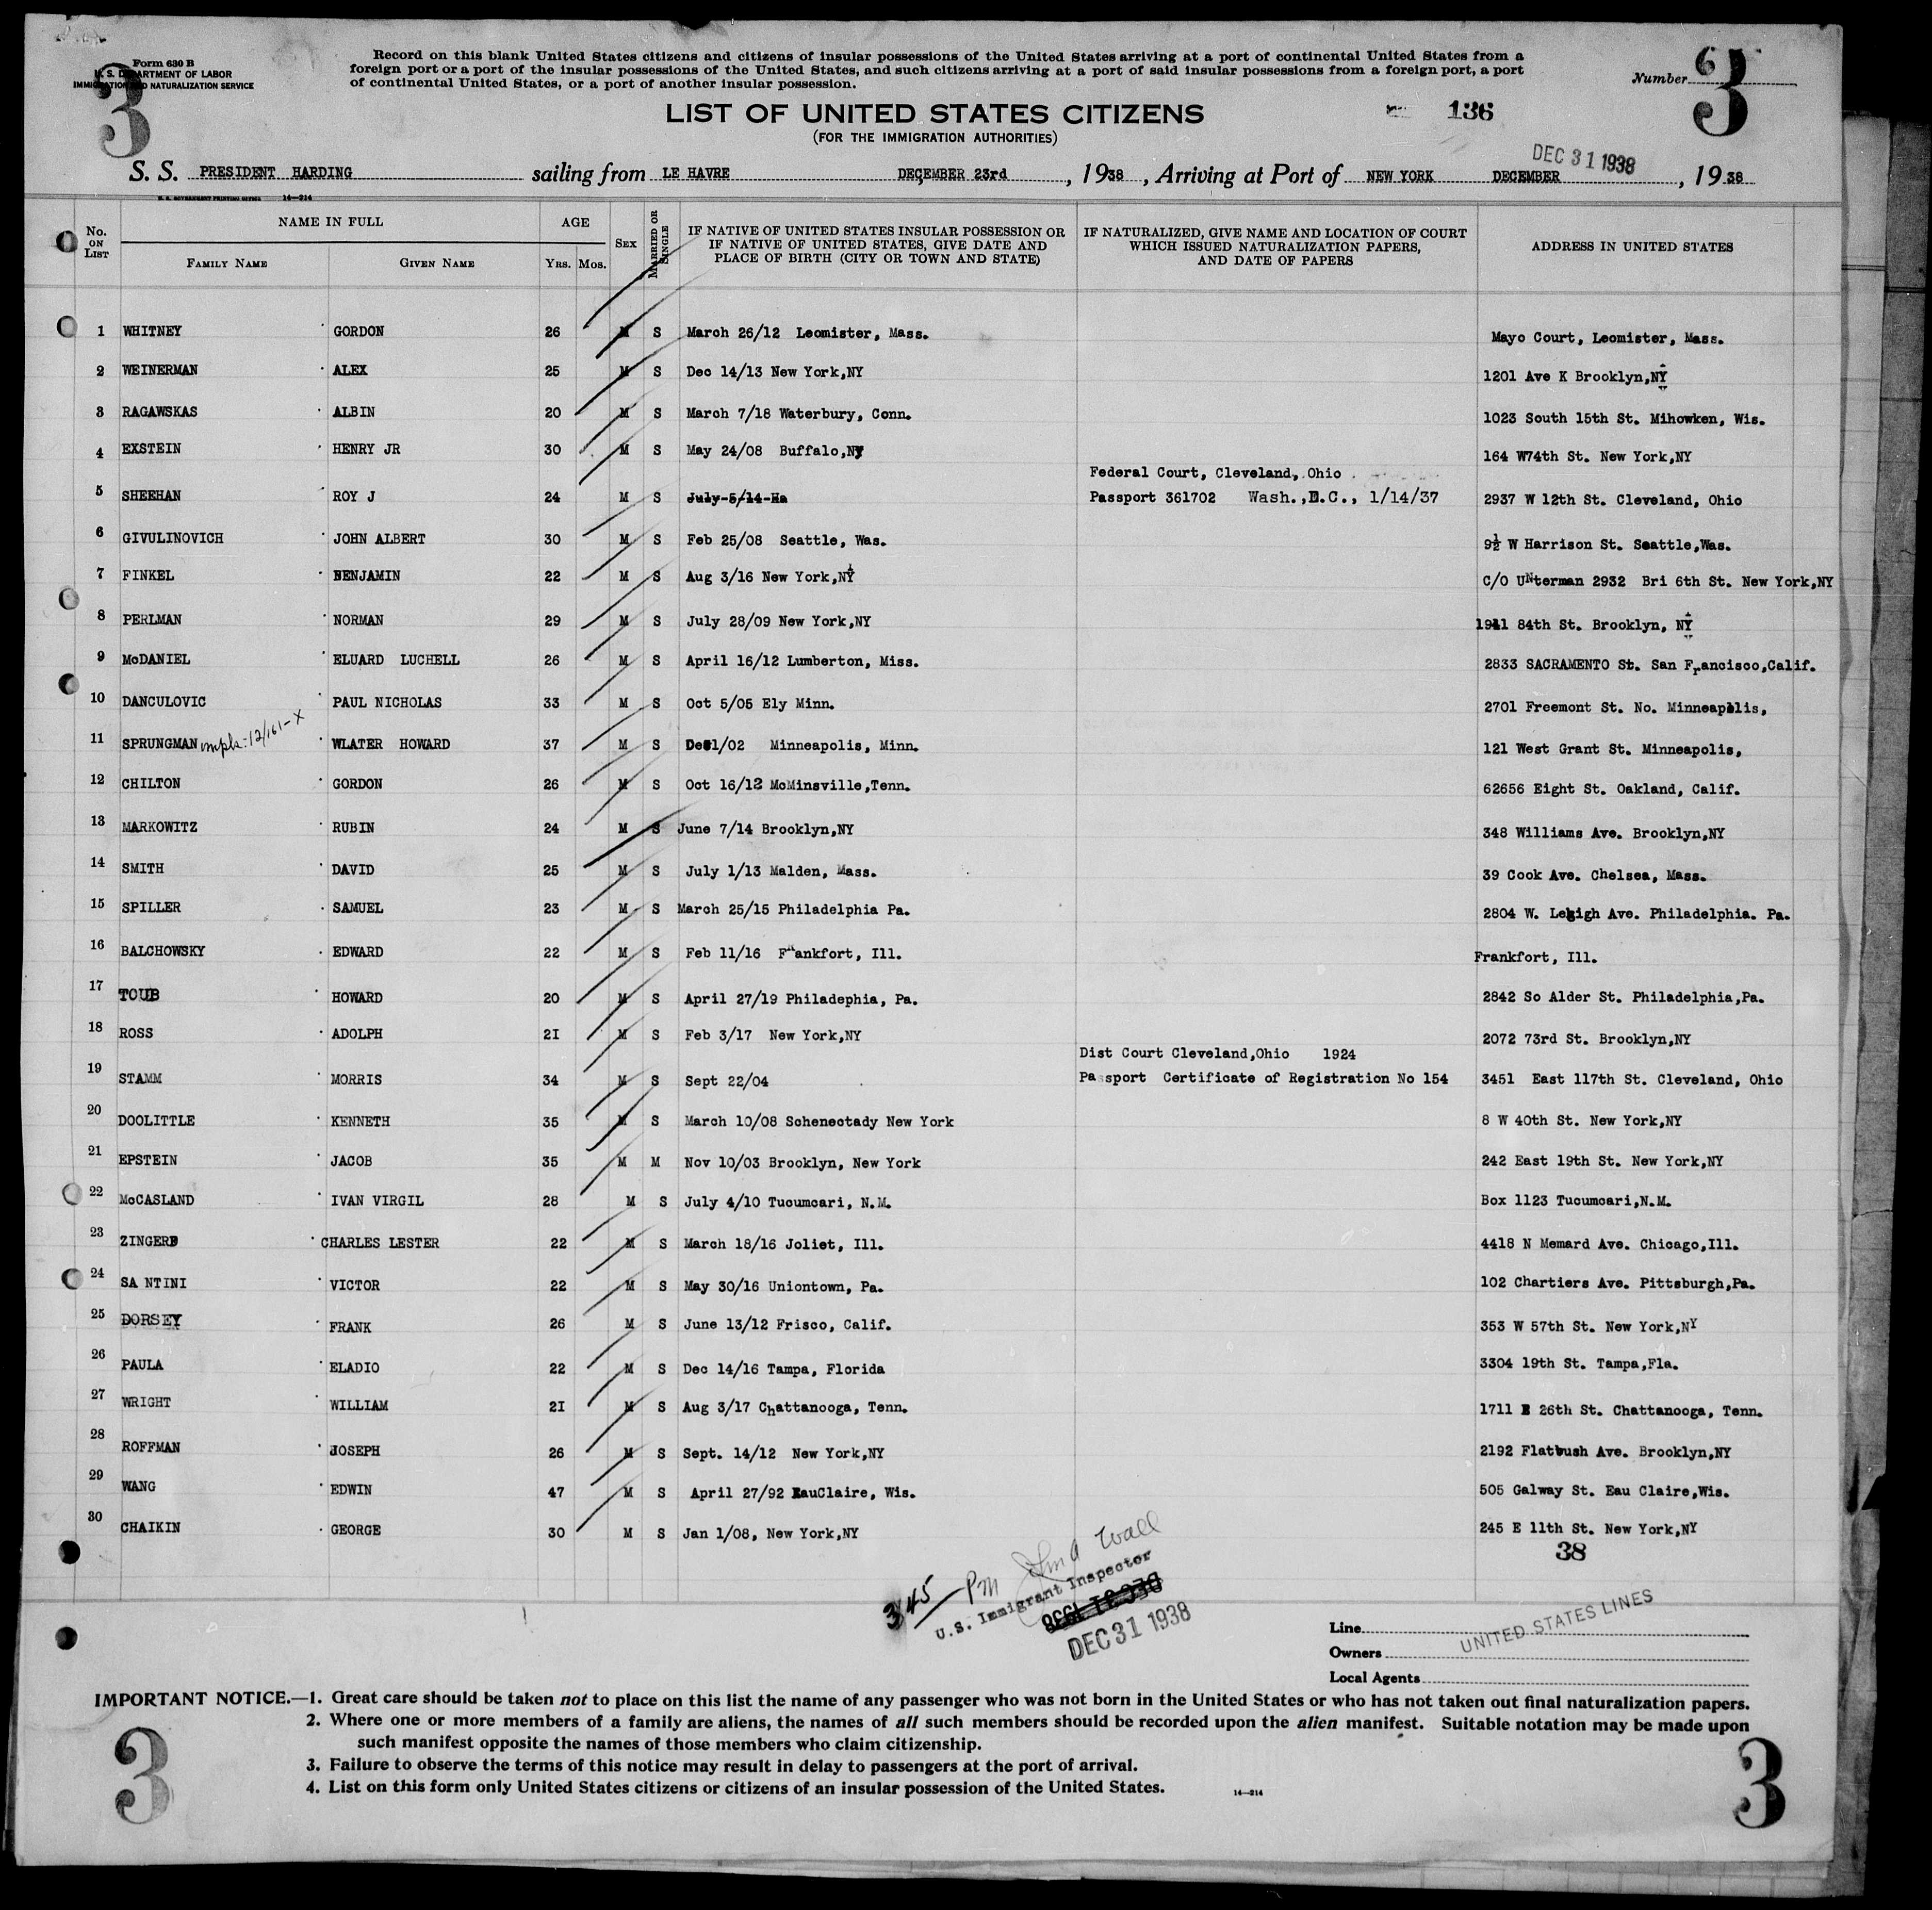 3
Form 630 B
U. S. DEPARTMENT OF LABOR
IMMIGRATION AND NATURALIZATION SERVICE
Record on this blank United States citizens and citizens of insular possessions of the United States arriving at a port of continental United States from a
foreign port or a port of the insular possessions of the United States, and such citizens arriving at a port of said insular possessions from a foreign port, a port
of continental United States, or a port of another insular possession.
Number 6
3
LIST OF UNITED STATES CITIZENS
136
(FOR THE IMMIGRATION AUTHORITIES)
DEC 31 1938
S. S. PRESIDENT HARDING sailing from LE HAVRE DECEMBER 23rd, 1938, Arriving at Port of NEW YORK DECEMBER, 1938
U. S. GOVERNMENT PRINTING OFFICE 14—214
No. ON LIST NAME IN FULL AGE SEX MARRIED OR SINGLE IF NATIVE OF UNITED STATES INSULAR POSSESSION OR IF NATIVE OF UNITED STATES, GIVE DATE AND PLACE OF BIRTH (CITY OR TOWN AND STATE) IF NATURALIZED, GIVE NAME AND LOCATION OF COURT WHICH ISSUED NATURALIZATION PAPERS, AND DATE OF PAPERS ADDRESS IN UNITED STATES
FAMILY NAME GIVEN NAME YRS. MOS.
1 WHITNEY GORDON 26 M S March 26/12 Leomister, Mass. Mayo Court, Leomister, Mass.
2 WEINERMAN ALEX 25 M S Dec 14/13 New York,NY 1201 Ave K Brooklyn,NY
3 RAGAWSKAS ALBIN 20 M S March 7/18 Waterbury, Conn. 1023 South 15th St. Mihowken, Wis.
4 EXSTEIN HENRY JR 30 M S May 24/08 Buffalo,NY 164 W74th St. New York,NY
Federal Court, Cleveland, Ohio
5 SHEEHAN ROY J 24 M S July-5/14-Ha Passport 361702 Wash.,D.C., 1/14/37 2937 W 12th St. Cleveland, Ohio
6 GIVULINOVICH JOHN ALBERT 30 M S Feb 25/08 Seattle, Was. 9½ W Harrison St. Seattle,Was.
7 FINKEL BENJAMIN 22 M S Aug 3/16 New York,NY C/O UNterman 2932 Bri 6th St. New York,NY
8 PERLMAN NORMAN 29 M S July 28/09 New York,NY 1941 84th St. Brooklyn, NY
9 McDANIEL ELUARD LUCHELL 26 M S April 16/12 Lumberton, Miss. 2833 SACRAMENTO St. San Francisco,Calif.
10 DANCULOVIC PAUL NICHOLAS 33 M S Oct 5/05 Ely Minn. 2701 Freemont St. No. Minneaplis,
11 SPRUNGMAN 12/161-X WLATER HOWARD 37 M S De81/02 Minneapolis, Minn. 121 West Grant St. Minneapolis,
12 CHILTON GORDON 26 M S Oct 16/12 McMinsville,Tenn. 62656 Eight St. Oakland, Calif.
13 MARKOWITZ RUBIN 24 M S June 7/14 Brooklyn,NY 348 Williams Ave. Brooklyn,NY
14 SMITH DAVID 25 M S July 1/13 Malden, Mass. 39 Cook Ave. Chelsea, Mass.
15 SPILLER SAMUEL 23 M S March 25/15 Philadelphia Pa. 2804 W. Lehigh Ave. Philadelphia. Pa.
16 BALCHOWSKY EDWARD 22 M S Feb 11/16 Frankfort, Ill. Frankfort, Ill.
17 TOUB HOWARD 20 M S April 27/19 Philadephia, Pa. 2842 So Alder St. Philadelphia,Pa.
18 ROSS ADOLPH 21 M S Feb 3/17 New York,NY 2072 73rd St. Brooklyn,NY
Dist Court Cleveland,Ohio 1924
19 STAMM MORRIS 34 M S Sept 22/04 Passport Certificate of Registration No 154 3451 East 117th St. Cleveland, Ohio
20 DOOLITTLE KENNETH 35 M S March 10/08 Schenectady New York 8 W 40th St. New York,NY
21 EPSTEIN JACOB 35 M M Nov 10/03 Brooklyn, New York 242 East 19th St. New York,NY
22 McCASLAND IVAN VIRGIL 28 M S July 4/10 Tucumcari, N.M. Box 1123 Tucumcari,N.M.
23 ZINGERE CHARLES LESTER 22 M S March 18/16 Joliet, Ill. 4418 N Memard Ave. Chicago,Ill.
24 SA NTINI VICTOR 22 M S May 30/16 Uniontown, Pa. 102 Chartiers Ave. Pittsburgh,Pa.
25 DORSEY FRANK 26 M S June 13/12 Frisco, Calif. 353 W 57th St. New York,NY
26 PAULA ELADIO 22 M S Dec 14/16 Tampa, Florida 3304 19th St. Tampa,Fla.
27 WRIGHT WILLIAM 21 M S Aug 3/17 Chattanooga, Tenn. 1711 E 26th St. Chattanooga, Tenn.
28 ROFFMAN JOSEPH 26 M S Sept. 14/12 New York,NY 2192 Flatbush Ave. Brooklyn,NY
29 WANG EDWIN 47 M S April 27/92 EauClaire, Wis. 505 Galway St. Eau Claire,Wis.
30 CHAIKIN GEORGE 30 M S Jan 1/08, New York,NY 245 E 11th St. New York,NY
38
345 PM Wall
U.S. Immigrant Inspector
DEC 31 1938
DEC 31 1938
Line UNITED STATES LINES
Owners
Local Agents
IMPORTANT NOTICE.—1. Great care should be taken not to place on this list the name of any passenger who was not born in the United States or who has not taken out final naturalization papers.
2. Where one or more members of a family are aliens, the names of all such members should be recorded upon the alien manifest. Suitable notation may be made upon
such manifest opposite the names of those members who claim citizenship.
3. Failure to observe the terms of this notice may result in delay to passengers at the port of arrival.
4. List on this form only United States citizens or citizens of an insular possession of the United States.
14—214
3
3